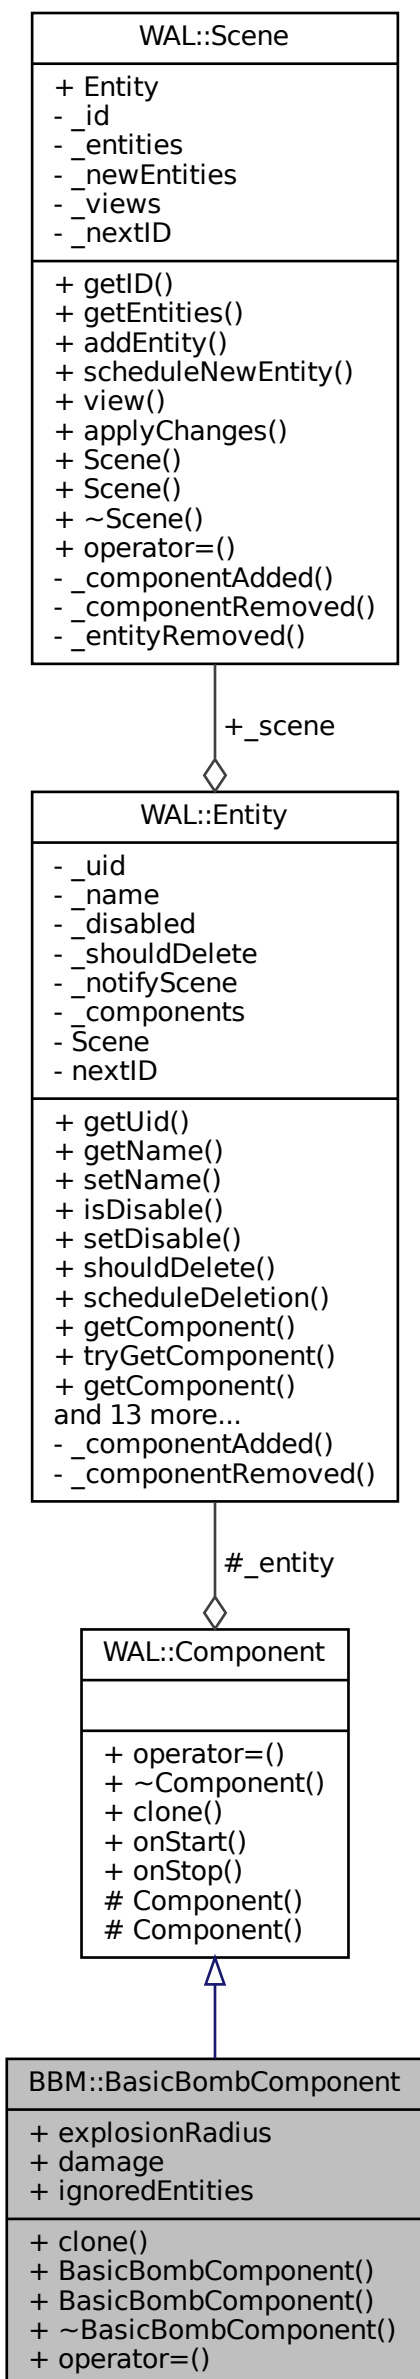 WAL::Scene
+ Entity
- _id
- _entities
- _newEntities
- _views
- _nextID
+ getID()
+ getEntities()
+ addEntity()
+ scheduleNewEntity()
+ view()
+ applyChanges()
+ Scene()
+ Scene()
+ ~Scene()
+ operator=()
- _componentAdded()
- _componentRemoved()
- _entityRemoved()
+_scene
WAL::Entity
- _uid
- _name
- _disabled
- _shouldDelete
- _notifyScene
- _components
- Scene
- nextID
+ getUid()
+ getName()
+ setName()
+ isDisable()
+ setDisable()
+ shouldDelete()
+ scheduleDeletion()
+ getComponent()
+ tryGetComponent()
+ getComponent()
and 13 more...
- _componentAdded()
- _componentRemoved()
#_entity
WAL::Component
+ operator=()
+ ~Component()
+ clone()
+ onStart()
+ onStop()
# Component()
# Component()
BBM::BasicBombComponent
+ explosionRadius
+ damage
+ ignoredEntities
+ clone()
+ BasicBombComponent()
+ BasicBombComponent()
+ ~BasicBombComponent()
+ operator=()